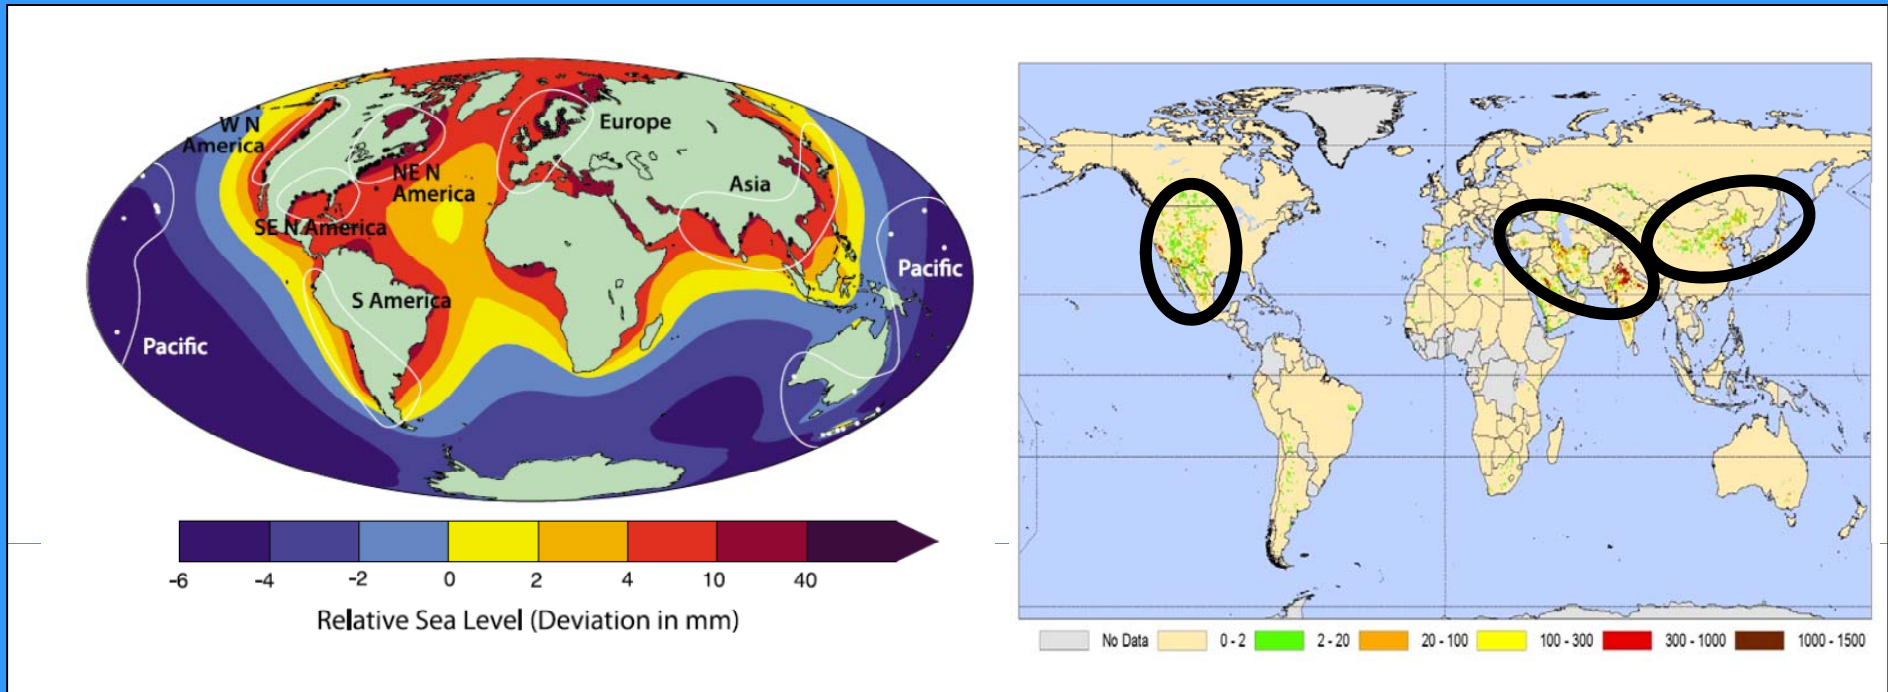 W N
America
NE N
America
SE N America
S America
Europe
Asia
Pacific
Pacific
-6 -4 -2 0 2 4 10 40
Relative Sea Level (Deviation in mm)
No Data 0 - 2 2 - 20 20 - 100 100 - 300 300 - 1000 1000 - 1500